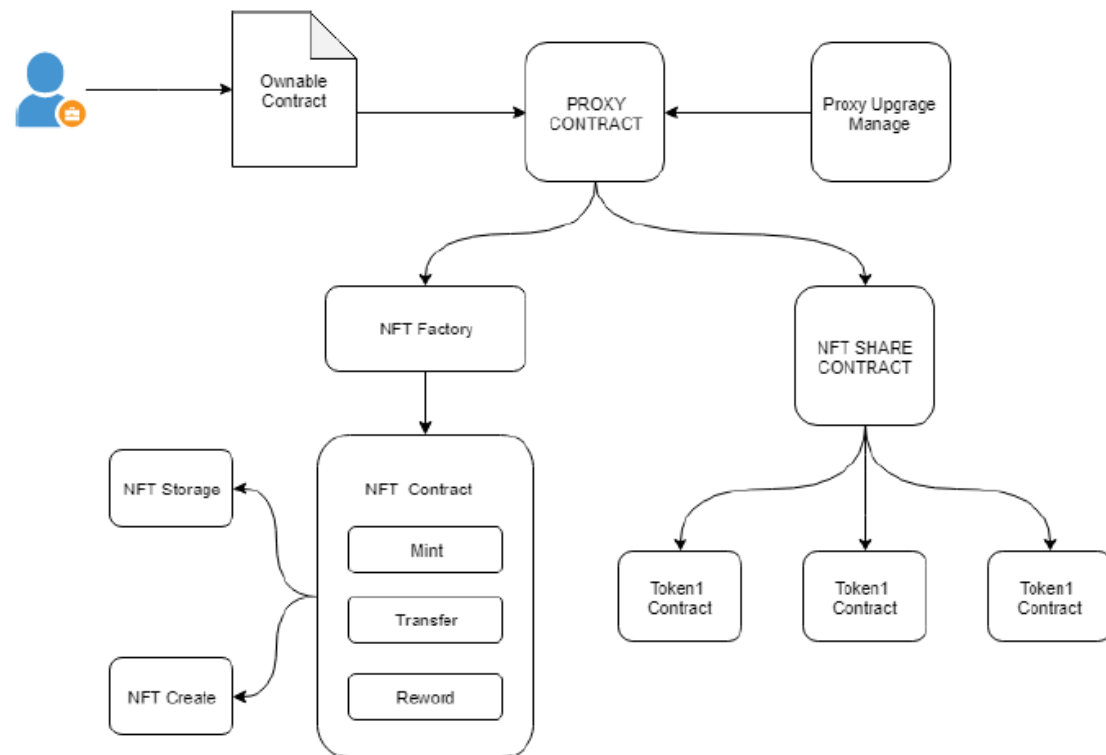 Ownable
Contract
PROXY
CONTRACT
Proxy Upgrage
Manage
NFT Factory
NFT SHARE
CONTRACT
NFT Storage
NFT Contract
Mint
Transfer
Reword
NFT Create
Token1
Contract
Token1
Contract
Token1
Contract